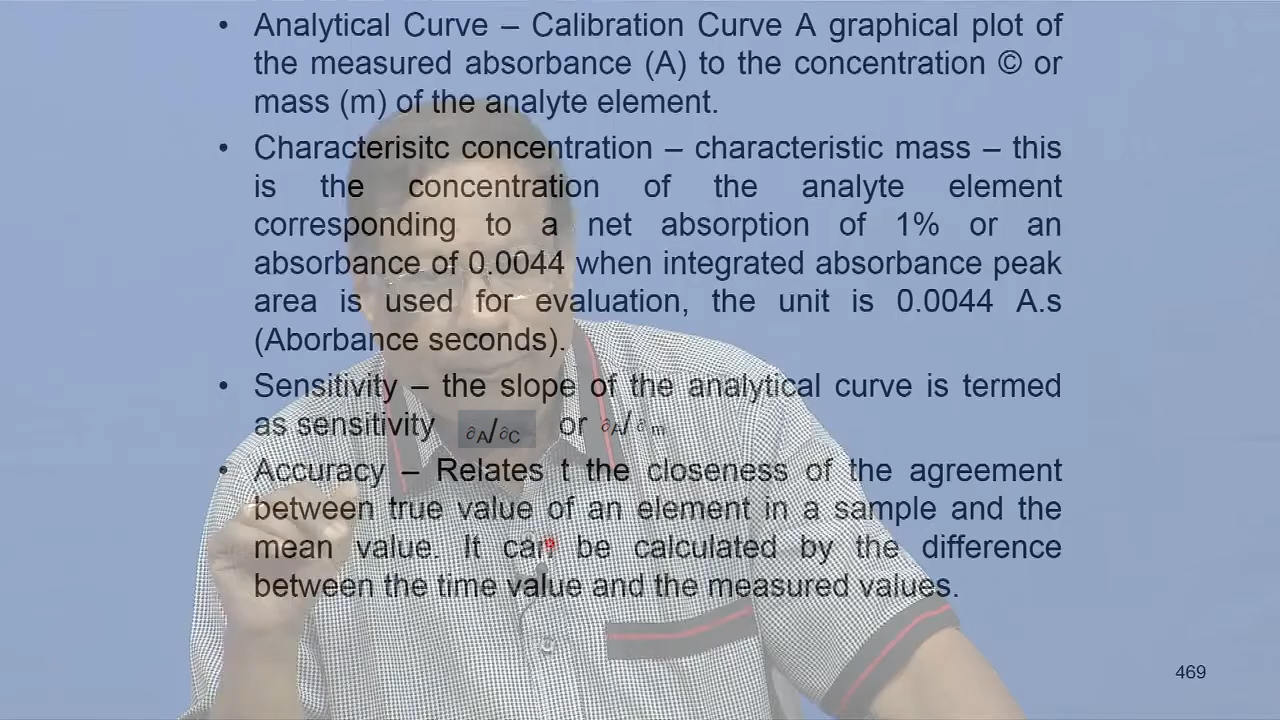 • Analytical Curve – Calibration Curve A graphical plot of
the measured absorbance (A) to the concentration © or
mass (m) of the analyte element.
• Characterisitc concentration – characteristic mass – this
is the concentration of the analyte element
corresponding to a net absorption of 1% or an
absorbance of 0.0044 when integrated absorbance peak
area is used for evaluation, the unit is 0.0044 A.s
(Aborbance seconds).
• Sensitivity – the slope of the analytical curve is termed
as sensitivity ∂A/∂C or ∂A/∂m
• Accuracy – Relates t the closeness of the agreement
between true value of an element in a sample and the
mean value. It can be calculated by the difference
between the time value and the measured values.
469